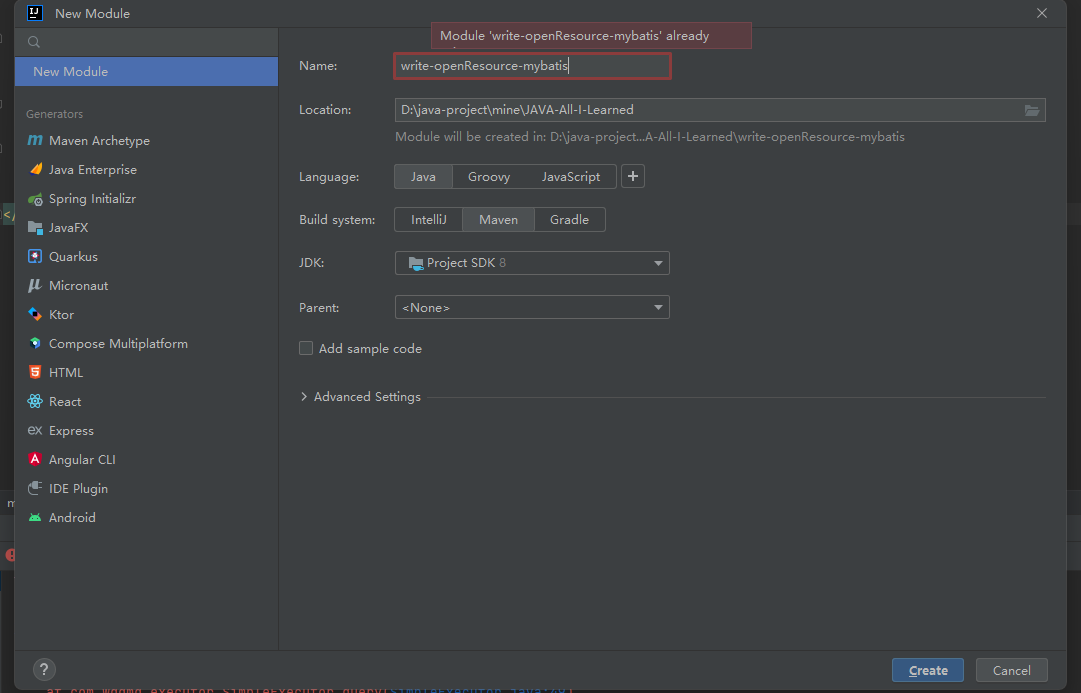 New Module
Module 'write-openResource-mybatis' already
New Module
Name:
write-openResource-mybatis
Location:
D:\java-project\mine\JAVA-All-I-Learned
Module will be created in: D:\java-project...A-All-I-Learned\write-openResource-mybatis
Generators
Maven Archetype
Java Enterprise
Spring Initializr
JavaFX
Quarkus
Micronaut
Ktor
Compose Multiplatform
HTML
React
Express
Angular CLI
IDE Plugin
Android
Language:
Java Groovy JavaScript +
Build system:
IntelliJ Maven Gradle
JDK:
Project SDK 8
Parent:
<None>
Add sample code
Advanced Settings
?
Create Cancel